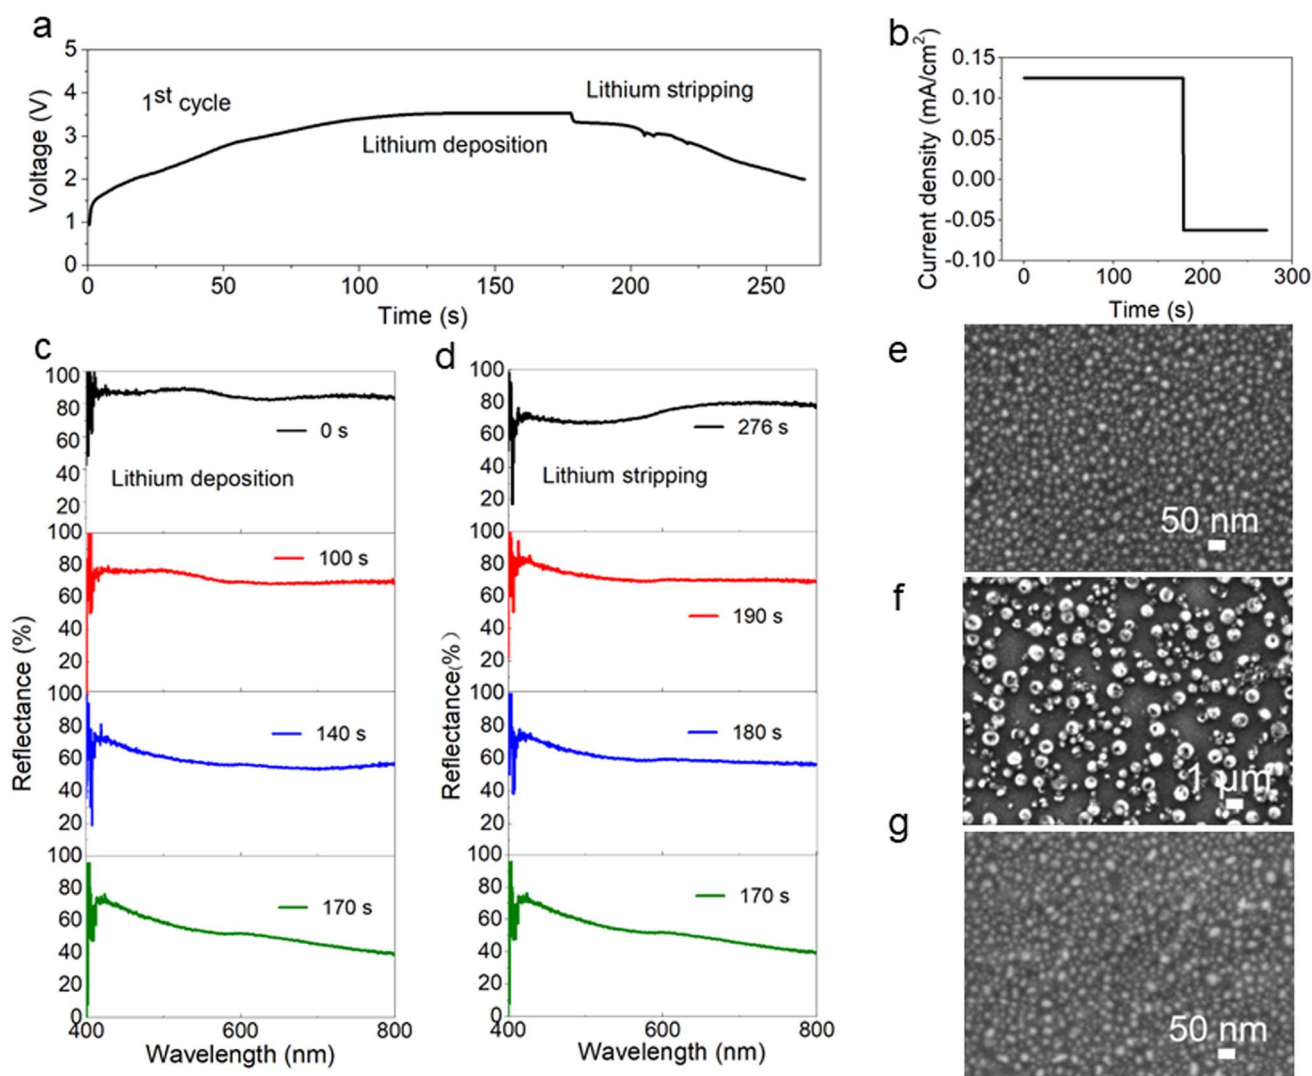 a
5
4
3
2
1
0
Voltage (V)
1st cycle
Lithium stripping
Lithium deposition
0 50 100 150 200 250
Time (s)
b
0.15
0.10
0.05
0.00
-0.05
-0.10
Current density (mA/cm2)
0 100 200 300
Time (s)
c
Reflectance (%)
100
80
60
40
20
0 s
Lithium deposition
100
80
60
40
20
100 s
100
80
60
40
20
140 s
100
80
60
40
20
0
170 s
400 600 800
Wavelength (nm)
d
Reflectance(%)
100
80
60
40
20
276 s
Lithium stripping
100
80
60
40
20
190 s
100
80
60
40
20
180 s
100
80
60
40
20
0
170 s
400 600 800
Wavelength (nm)
e
50 nm
f
1 μm
g
50 nm